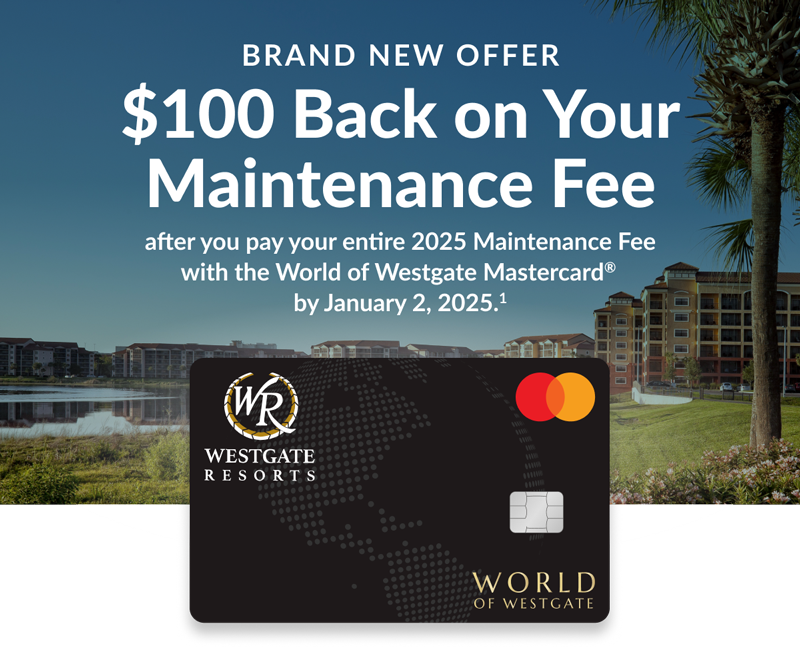 BRAND NEW OFFER
$100 Back on Your
Maintenance Fee
after you pay your entire 2025 Maintenance Fee
with the World of Westgate Mastercard®
by January 2, 2025.¹
WR
WESTGATE
RESORTS
WORLD
OF WESTGATE